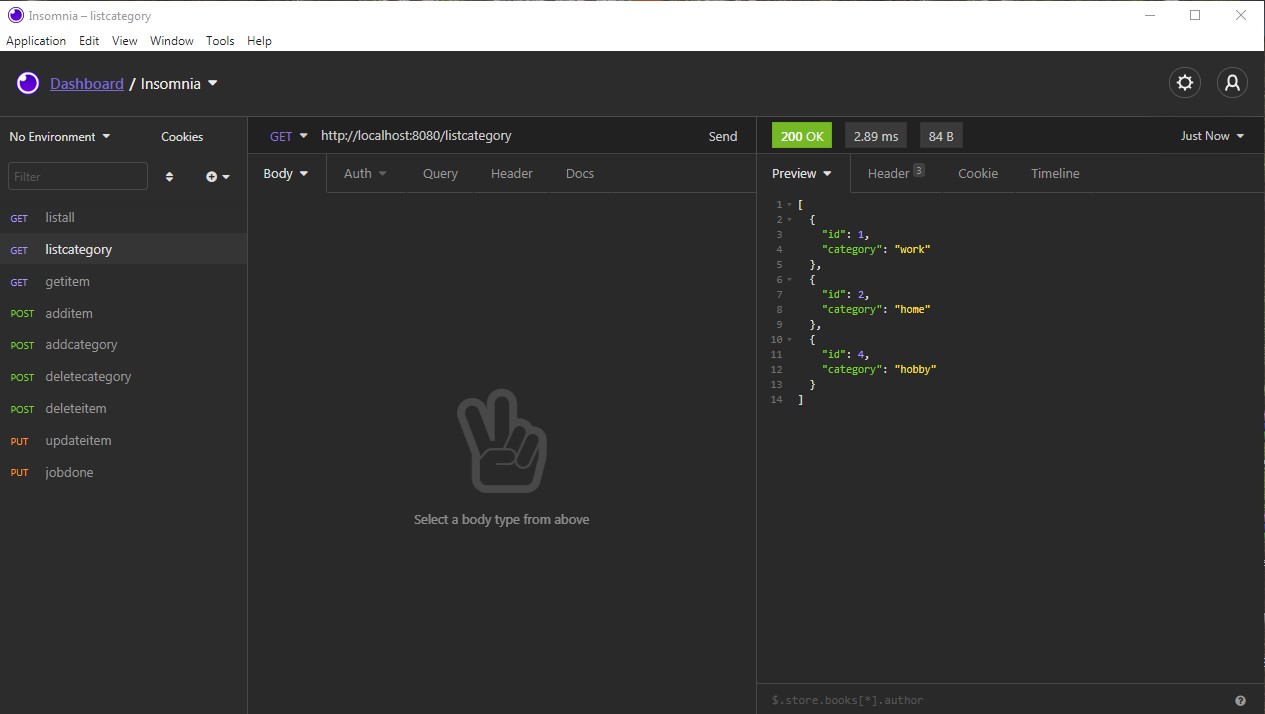 Insomnia – listcategory
Application Edit View Window Tools Help
Dashboard / Insomnia
No Environment Cookies
Filter
GET listall
GET listcategory
GET getitem
POST additem
POST addcategory
POST deletecategory
POST deleteitem
PUT updateitem
PUT jobdone
GET http://localhost:8080/listcategory Send
Body Auth Query Header Docs
Select a body type from above
200 OK 2.89 ms 84 B Just Now
Preview Header 3 Cookie Timeline
1 [
2 {
3 "id": 1,
4 "category": "work"
5 },
6 {
7 "id": 2,
8 "category": "home"
9 },
10 {
11 "id": 4,
12 "category": "hobby"
13 }
14 ]
$.store.books[*].author